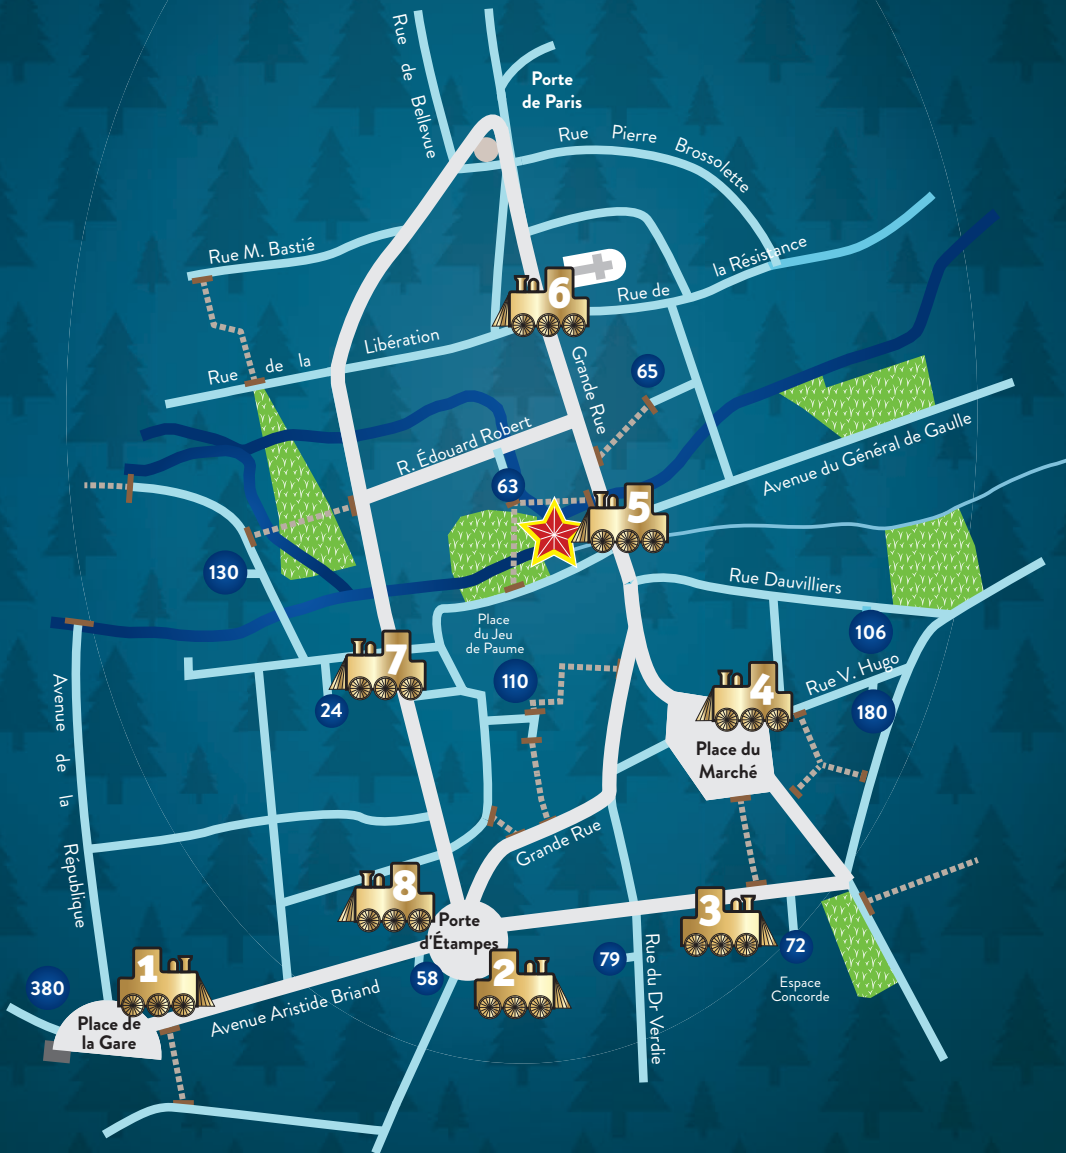 Rue de Bellevue
Porte
de Paris
Rue Pierre Brossolette
Rue M. Bastié
la Résistance
6
Rue de
Rue de la Libération
Grande Rue
65
R. Édouard Robert
Avenue du Général de Gaulle
63
5
130
Rue Dauvilliers
Place
du Jeu
de Paume
106
7
110
4
Rue V. Hugo
24
180
Avenue de la République
Place du
Marché
Grande Rue
8
3
Porte
d'Étampes
72
79
1
2
58
Rue du Dr Verdie
Espace
Concorde
380
Avenue Aristide Briand
Place de
la Gare